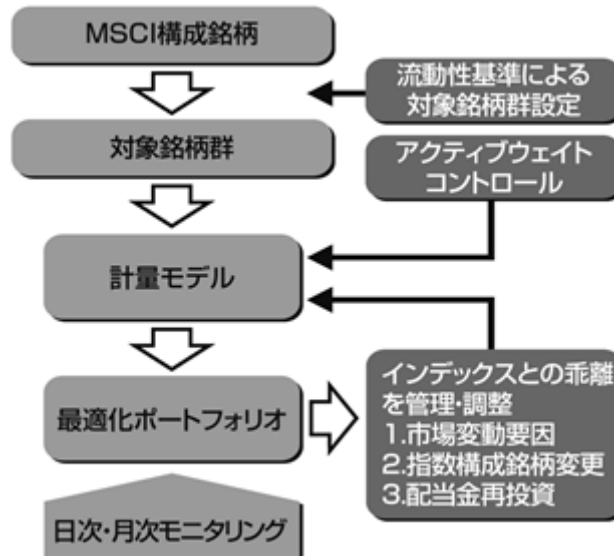 MSCI構成銘柄
流動性基準による
対象銘柄群設定
対象銘柄群
アクティブウェイト
コントロール
計量モデル
最適化ポートフォリオ
インデックスとの乖離
を管理・調整
1.市場変動要因
2.指数構成銘柄変更
3.配当金再投資
日次・月次モニタリング